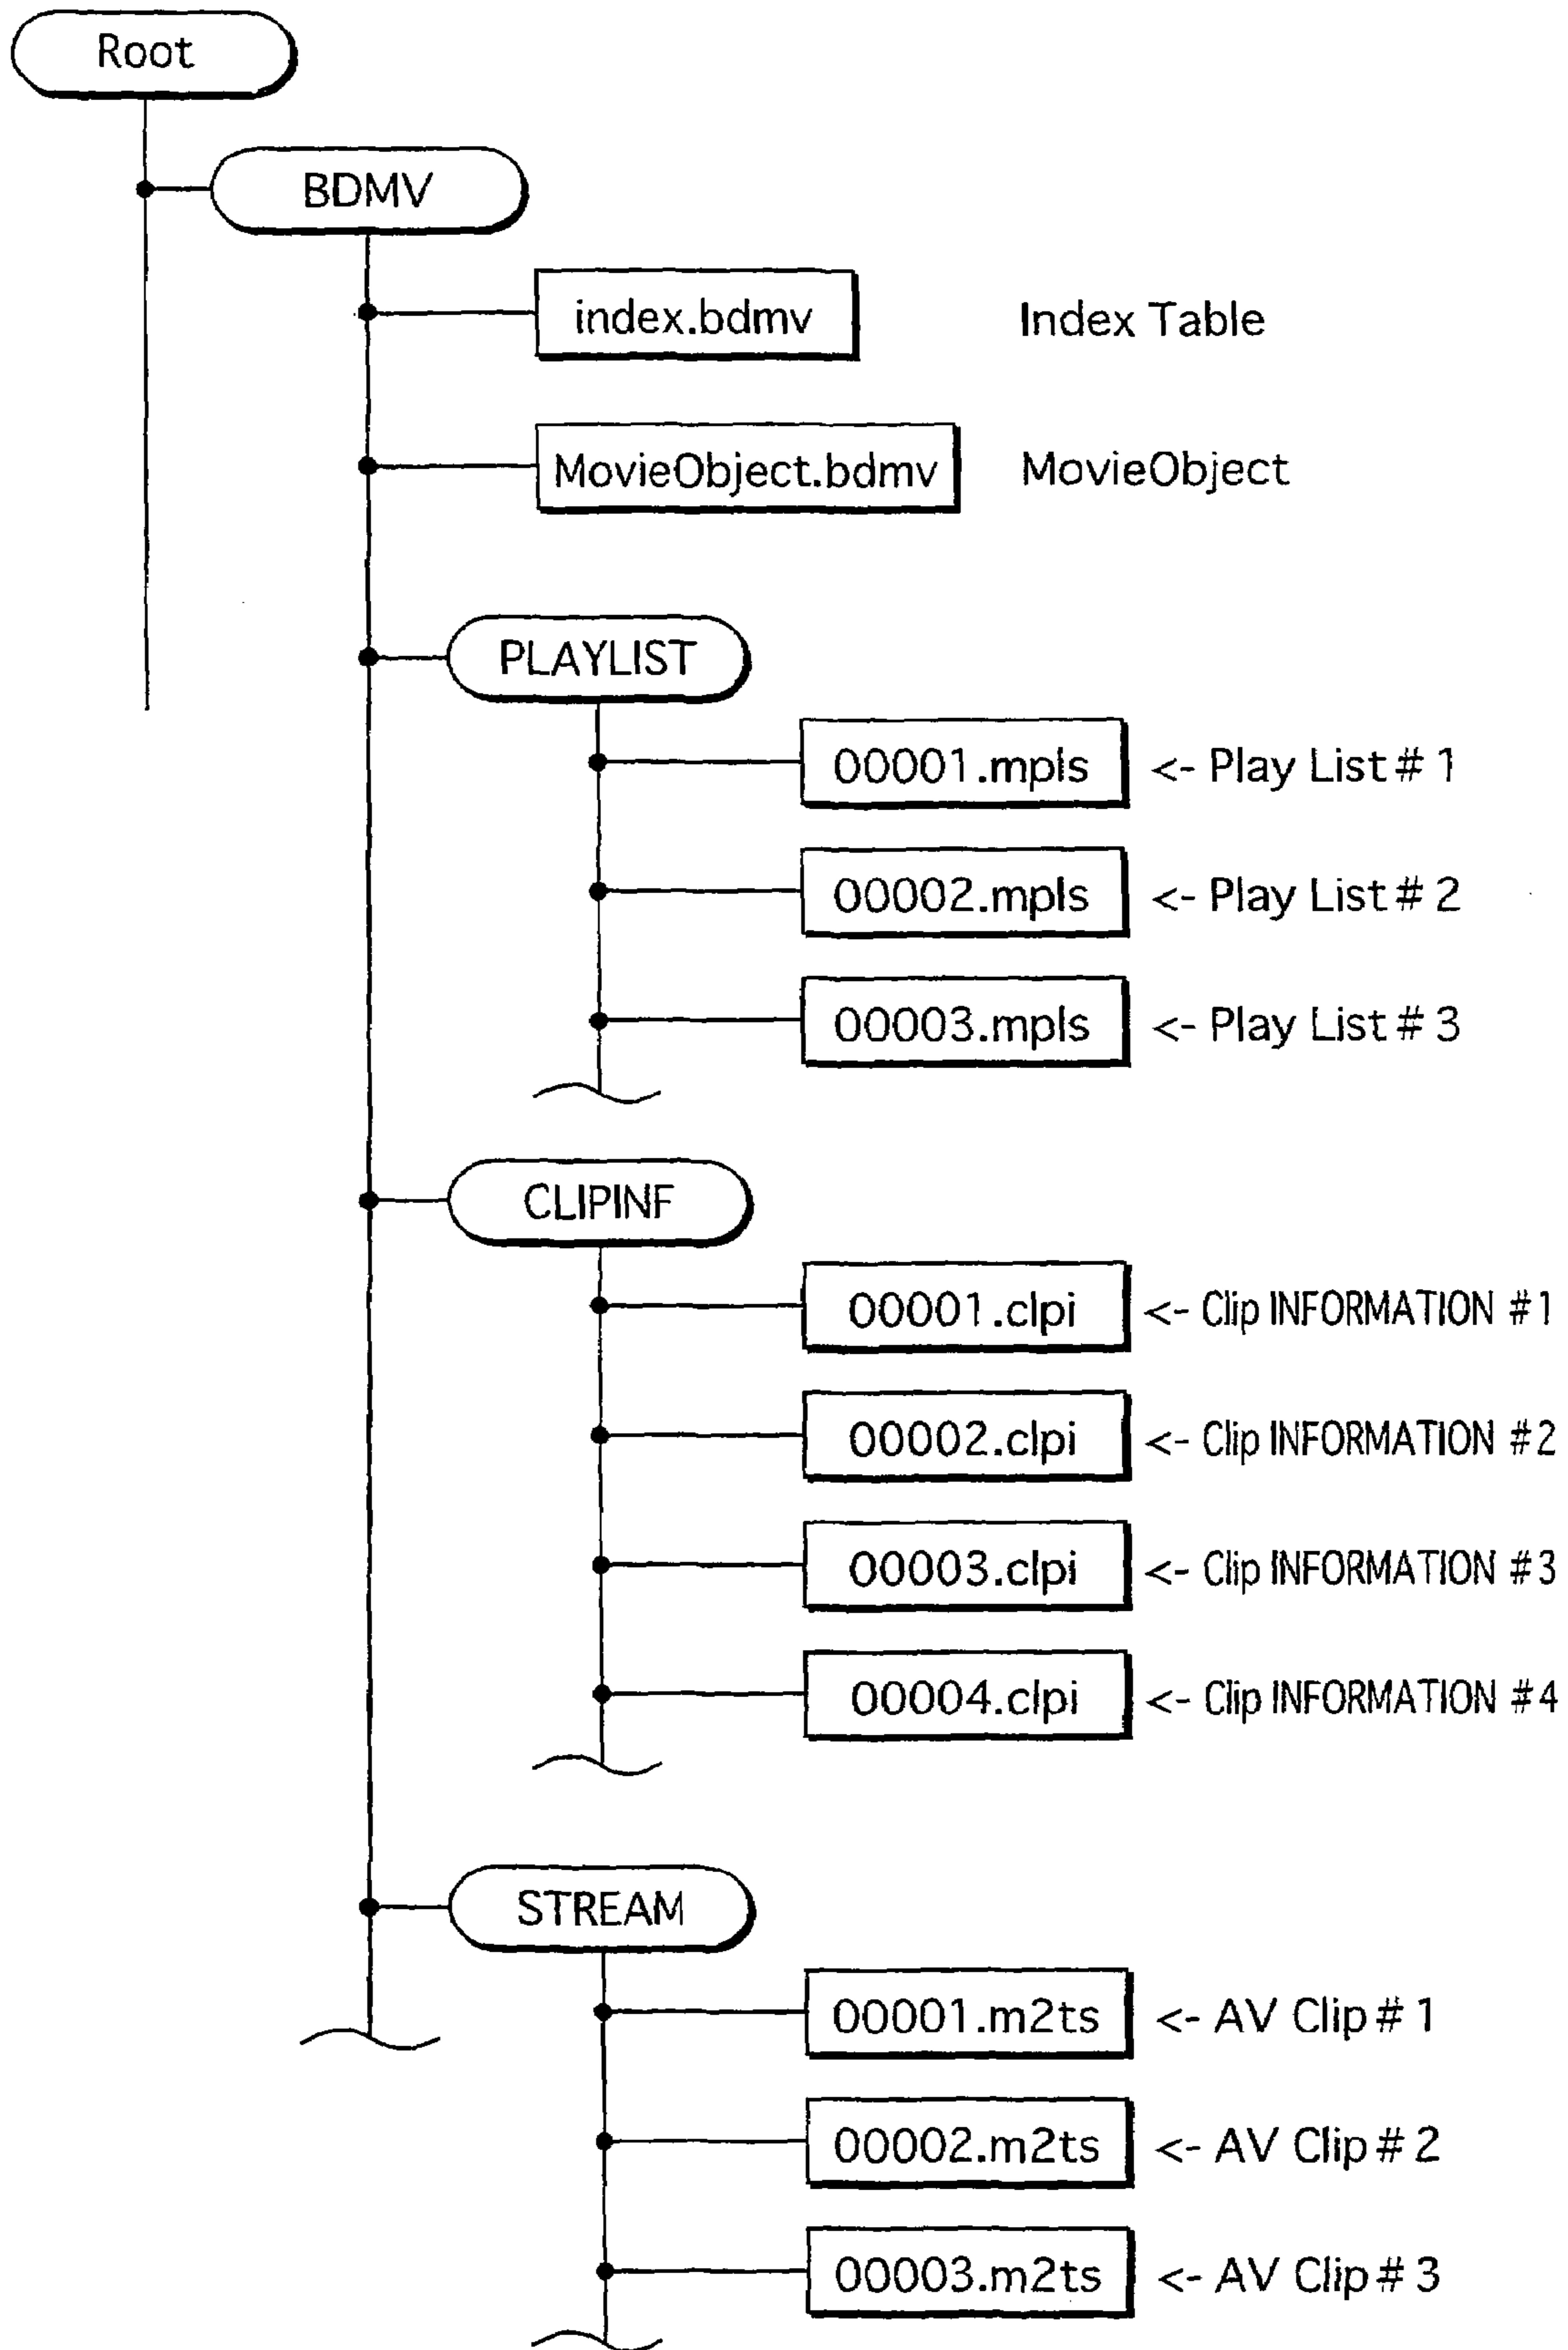 Root
BDMV
index.bdmv Index Table
MovieObject.bdmv MovieObject
PLAYLIST
00001.mpls <- Play List # 1
00002.mpls <- Play List # 2
00003.mpls <- Play List # 3
CLIPINF
00001.clpi <- Clip INFORMATION #1
00002.clpi <- Clip INFORMATION #2
00003.clpi <- Clip INFORMATION #3
00004.clpi <- Clip INFORMATION #4
STREAM
00001.m2ts <- AV Clip # 1
00002.m2ts <- AV Clip # 2
00003.m2ts <- AV Clip # 3